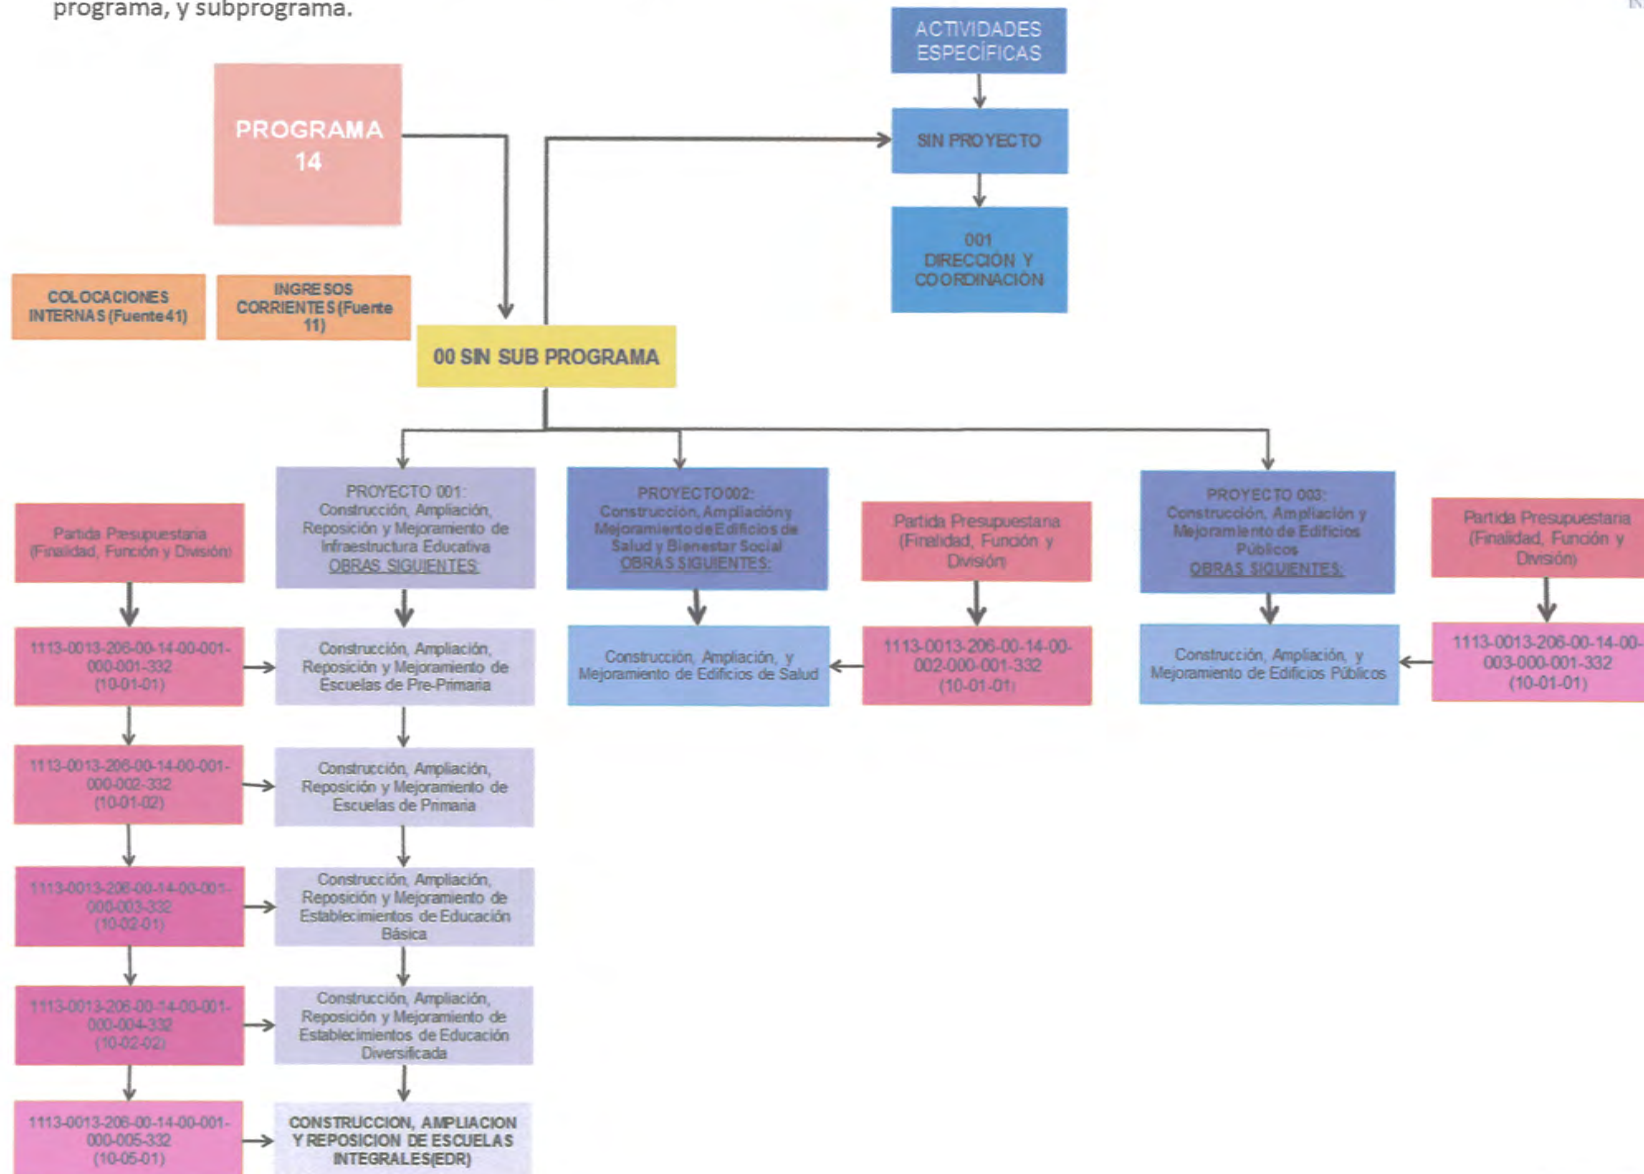 programa, y subprograma.
ACTIVIDADES
ESPECÍFICAS
PROGRAMA
14
SIN PROYECTO
001
DIRECCIÓN Y
COORDINACIÓN
COLOCACIONES
INTERNAS (Fuente 41)
INGRESOS
CORRIENTES (Fuente
11)
00 SIN SUB PROGRAMA
Partida Presupuestaria
(Finalidad, Función y División)
PROYECTO 001:
Construcción, Ampliación,
Reposición y Mejoramiento de
Infraestructura Educativa
OBRAS SIGUIENTES:
PROYECTO 002:
Construcción, Ampliación y
Mejoramiento de Edificios de
Salud y Bienestar Social
OBRAS SIGUIENTES:
Partida Presupuestaria
(Finalidad, Función y
División)
PROYECTO 003:
Construcción, Ampliación y
Mejoramiento de Edificios
Públicos
OBRAS SIGUIENTES:
Partida Presupuestaria
(Finalidad, Función y
División)
1113-0013-206-00-14-00-001-
000-001-332
(10-01-01)
Construcción, Ampliación,
Reposición y Mejoramiento de
Escuelas de Pre-Primaria
Construcción, Ampliación, y
Mejoramiento de Edificios de Salud
1113-0013-206-00-14-00-
002-000-001-332
(10-01-01)
Construcción, Ampliación, y
Mejoramiento de Edificios Públicos
1113-0013-206-00-14-00-
003-000-001-332
(10-01-01)
1113-0013-206-00-14-00-001-
000-002-332
(10-01-02)
Construcción, Ampliación,
Reposición y Mejoramiento de
Escuelas de Primaria
1113-0013-206-00-14-00-001-
000-003-332
(10-02-01)
Construcción, Ampliación,
Reposición y Mejoramiento de
Establecimientos de Educación
Básica
1113-0013-206-00-14-00-001-
000-004-332
(10-02-02)
Construcción, Ampliación,
Reposición y Mejoramiento de
Establecimientos de Educación
Diversificada
1113-0013-206-00-14-00-001-
000-005-332
(10-05-01)
CONSTRUCCION, AMPLIACION
Y REPOSICION DE ESCUELAS
INTEGRALES(EDR)